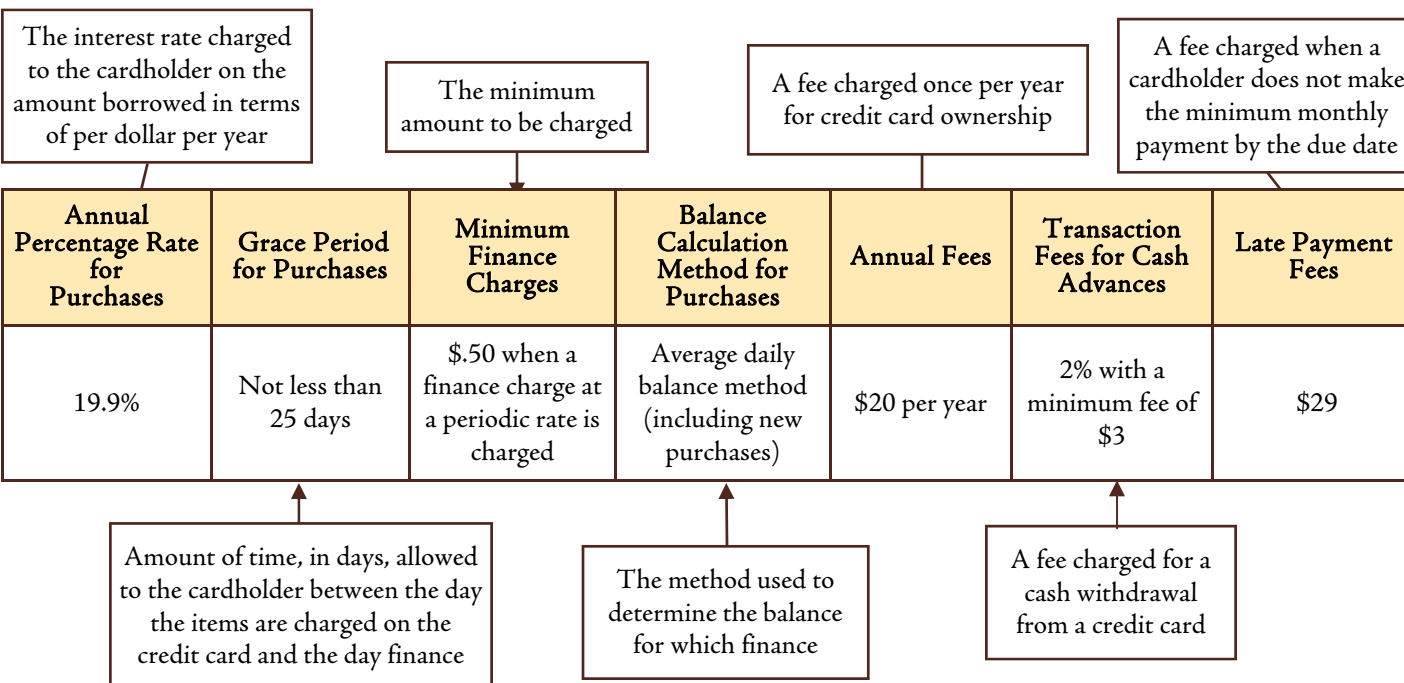 The interest rate charged
to the cardholder on the
amount borrowed in terms
of per dollar per year
The minimum
amount to be charged
A fee charged once per year
for credit card ownership
A fee charged when a
cardholder does not make
the minimum monthly
payment by the due date
Annual
Percentage Rate
for
Purchases
Grace Period
for Purchases
Minimum
Finance
Charges
Balance
Calculation
Method for
Purchases
Annual Fees
Transaction
Fees for Cash
Advances
Late Payment
Fees
19.9%
Not less than
25 days
$.50 when a
finance charge at
a periodic rate is
charged
Average daily
balance method
(including new
purchases)
$20 per year
2% with a
minimum fee of
$3
$29
Amount of time, in days, allowed
to the cardholder between the day
the items are charged on the
credit card and the day finance
The method used to
determine the balance
for which finance
A fee charged for a
cash withdrawal
from a credit card